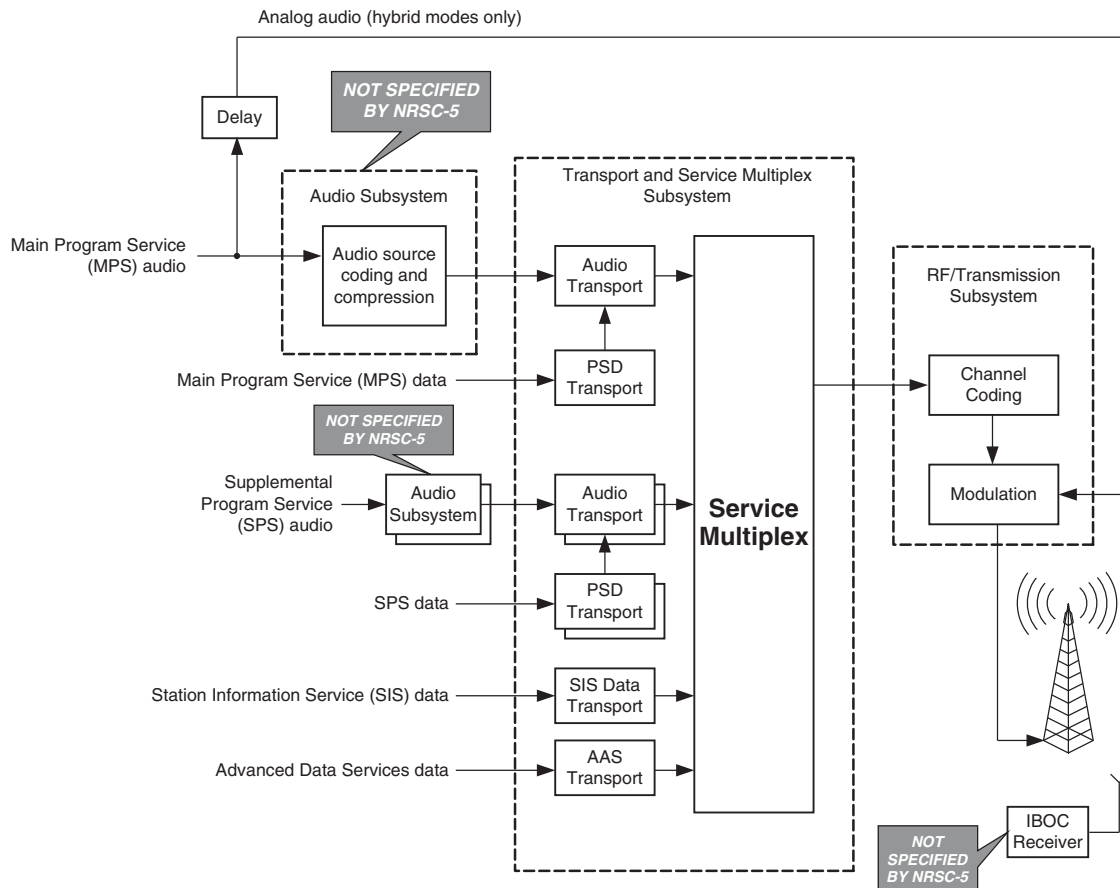 Analog audio (hybrid modes only)
NOT SPECIFIED
BY NRSC-5
Delay
Audio Subsystem
Transport and Service Multiplex
Subsystem
Main Program Service
(MPS) audio
Audio source
coding and
compression
Audio
Transport
RF/Transmission
Subsystem
Main Program Service (MPS) data
PSD
Transport
Channel
Coding
NOT SPECIFIED
BY NRSC-5
Supplemental
Program Service
(SPS) audio
Audio
Subsystem
Audio
Transport
Service
Multiplex
Modulation
SPS data
PSD
Transport
Station Information Service (SIS) data
SIS Data
Transport
Advanced Data Services data
AAS
Transport
IBOC
Receiver
NOT
SPECIFIED
BY NRSC-5